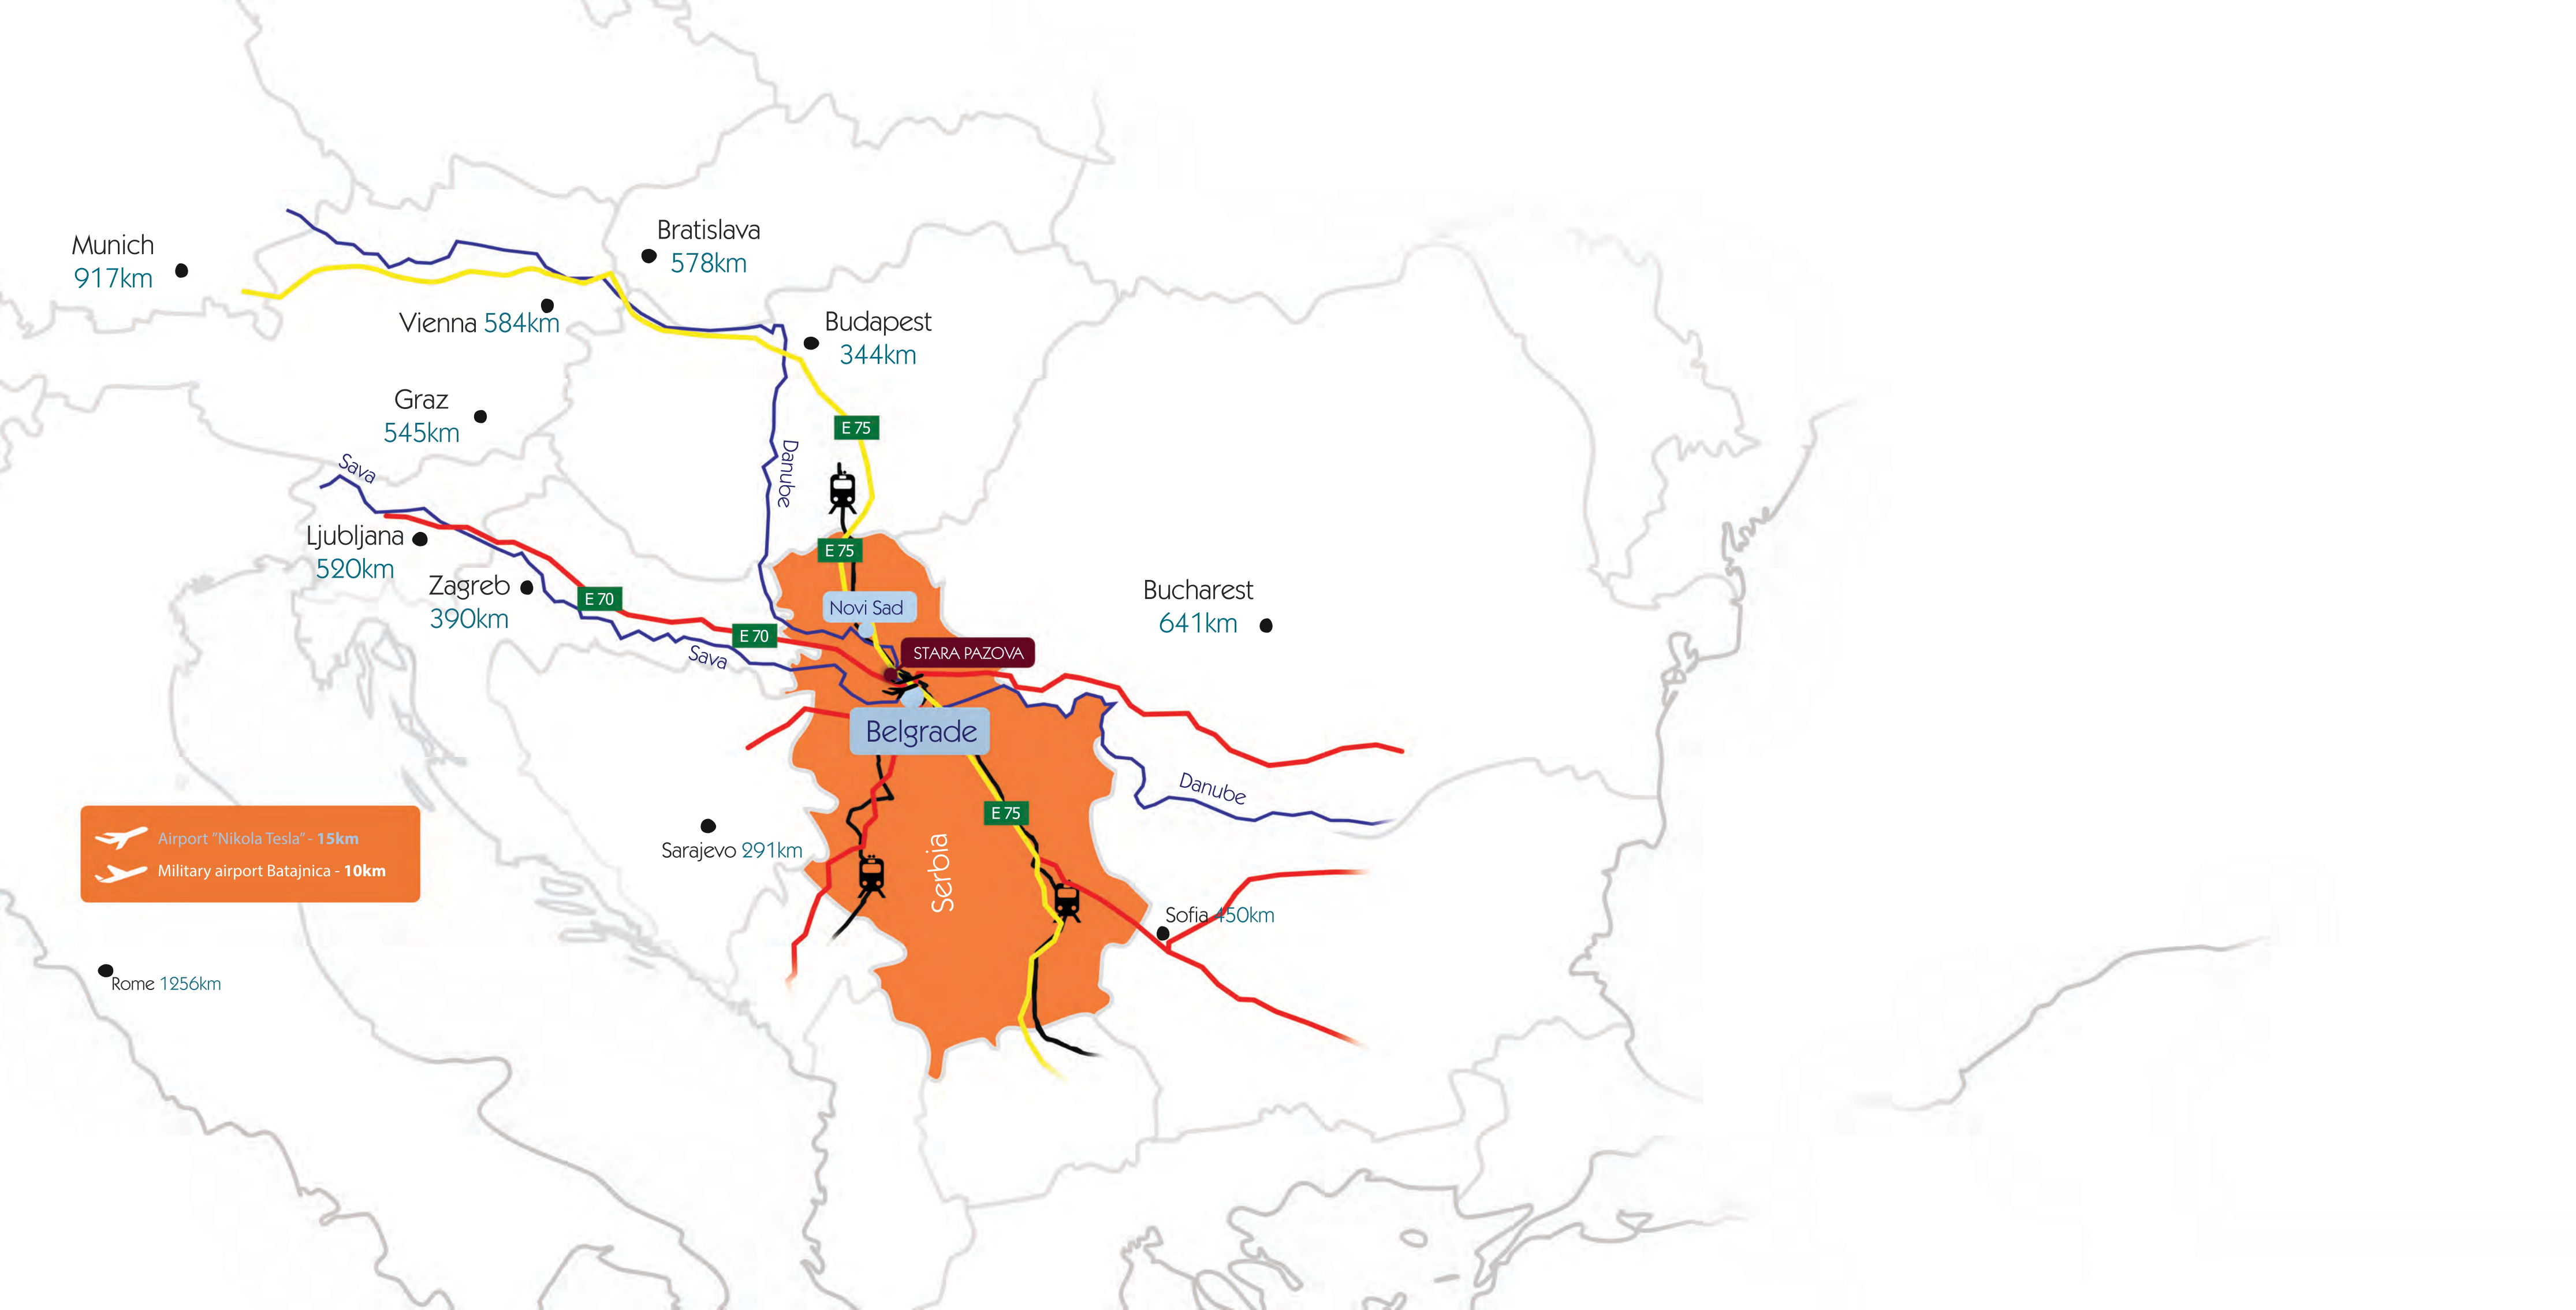 Munich
917km
Bratislava
578km
Vienna 584km
Budapest
344km
Graz
545km
E 75
Danube
Sava
Ljubljana
520km
E 75
Zagreb
390km
E 70
Novi Sad
Bucharest
641km
E 70
Sava
STARA PAZOVA
Belgrade
Danube
E 75
Airport "Nikola Tesla" - 15km
Military airport Batajnica - 10km
Sarajevo 291km
Serbia
Sofia 450km
Rome 1256km